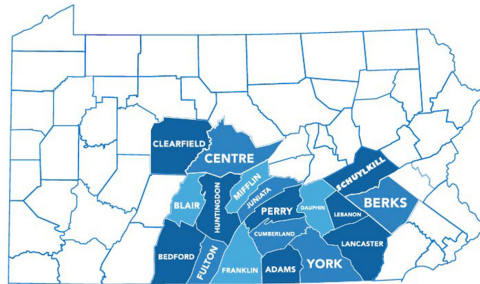 CLEARFIELD
CENTRE
SCHUYLKILL
MIFFLIN
JUNIATA
HUNTINGDON
BLAIR
BERKS
PERRY
DAUPHIN
LEBANON
CUMBERLAND
LANCASTER
BEDFORD
FULTON
FRANKLIN
ADAMS
YORK